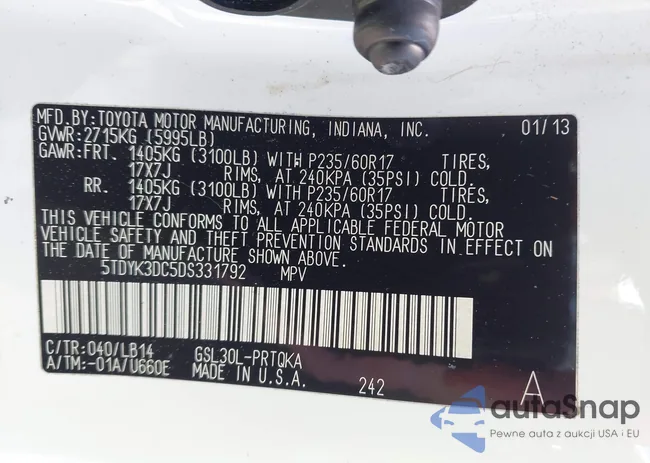 MFD.BY:TOYOTA MOTOR MANUFACTURING, INDIANA, INC. 01/13
GVWR:2715KG (5995LB)
GAWR:FRT. 1405KG (3100LB) WITH P235/60R17 TIRES,
17X7J RIMS, AT 240KPA (35PSI) COLD.
RR. 1405KG (3100LB) WITH P235/60R17 TIRES,
17X7J RIMS, AT 240KPA (35PSI) COLD.
THIS VEHICLE CONFORMS TO ALL APPLICABLE FEDERAL MOTOR
VEHICLE SAFETY AND THEFT PREVENTION STANDARDS IN EFFECT ON
THE DATE OF MANUFACTURE SHOWN ABOVE.
5TDYK3DC5DS331792 MPV
C/TR:040/LB14 GSL30L-PRTQKA
A/TM:-01A/U660E MADE IN U.S.A. 242 A
autoSnap
Pewne auta z aukcji USA i EU